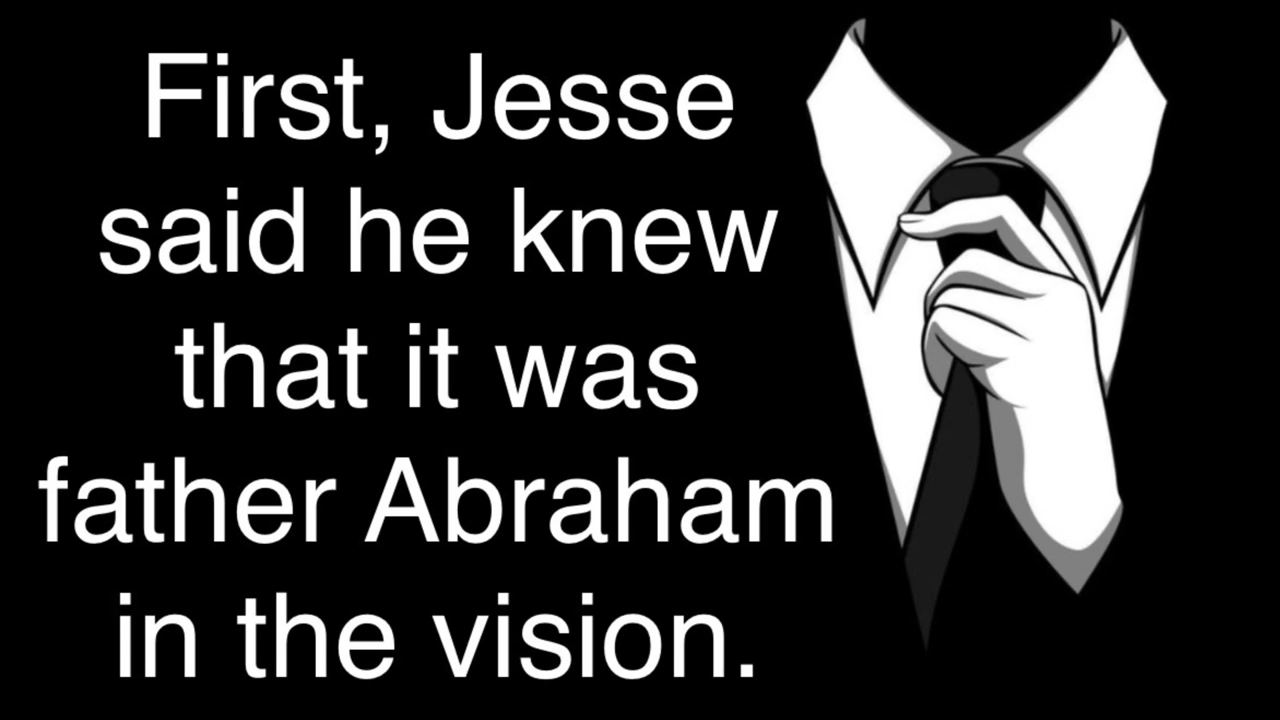 First, Jesse
said he knew
that it was
father Abraham
in the vision.